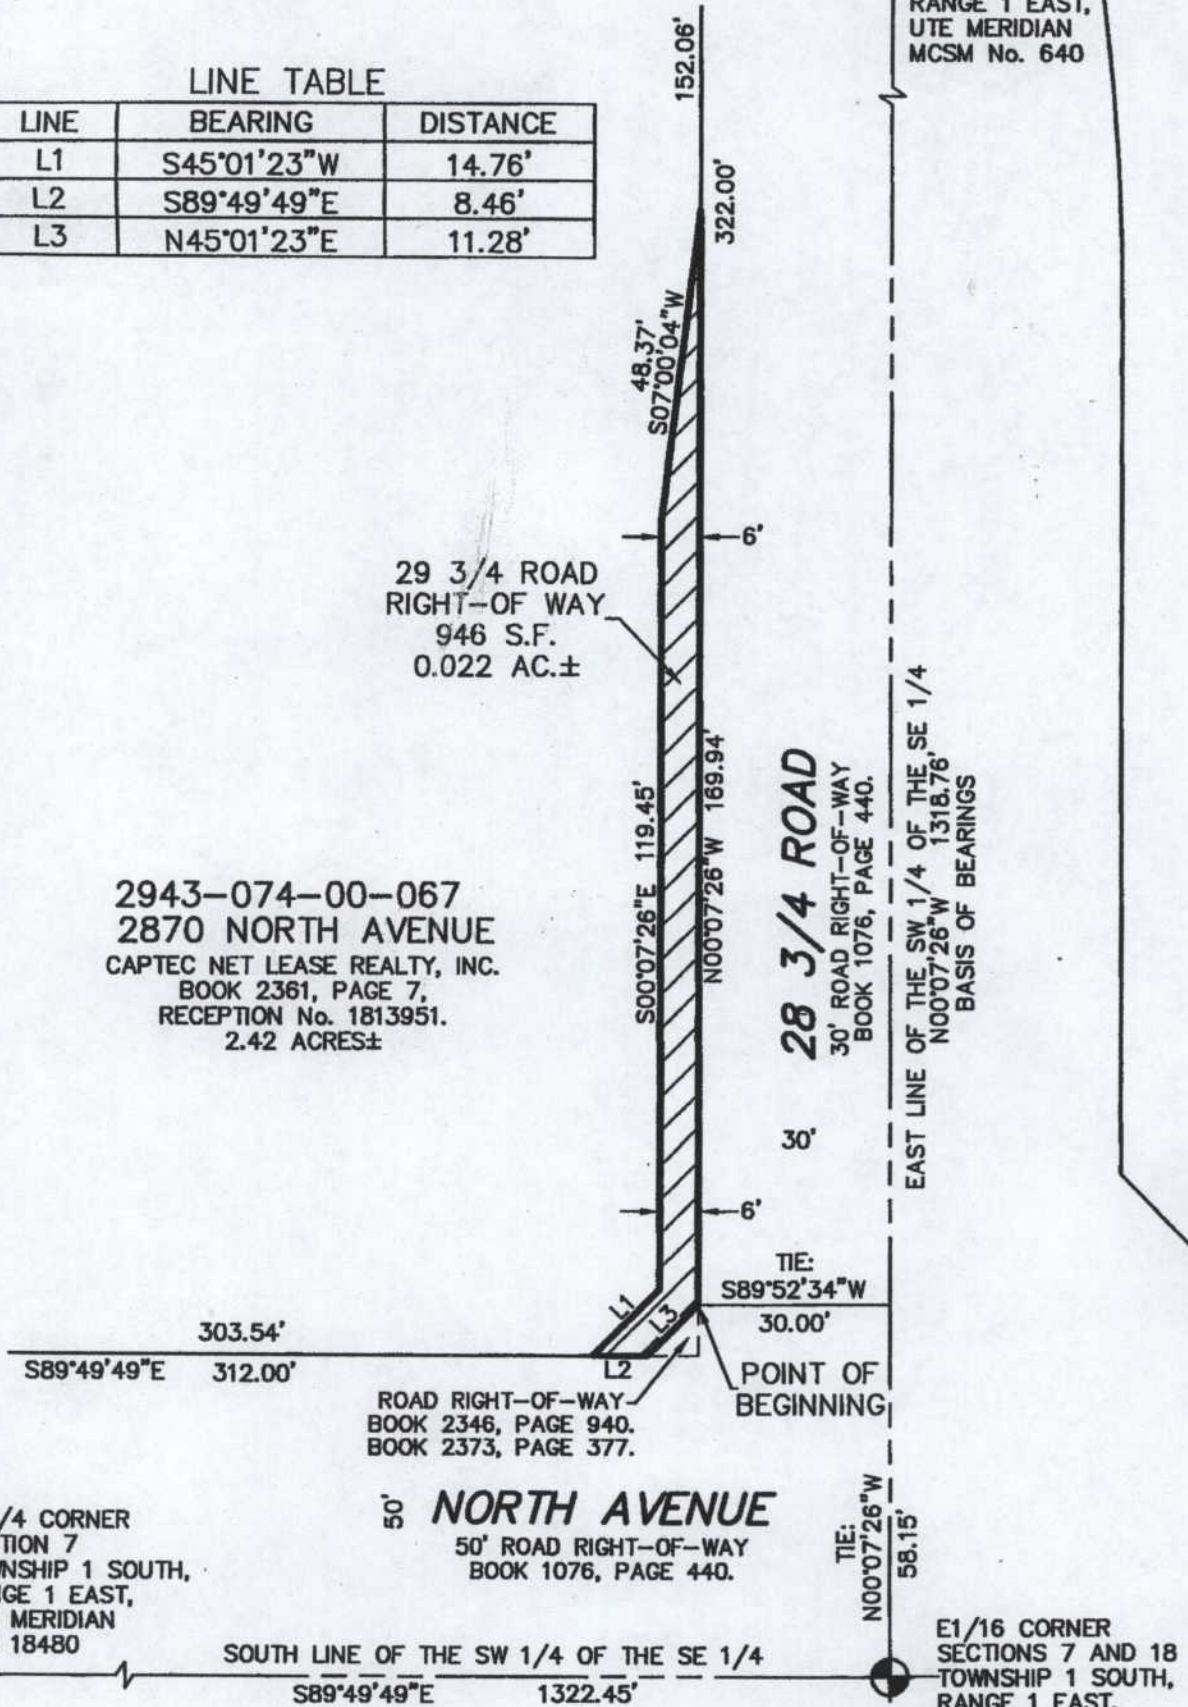 RANGE 1 EAST,
UTE MERIDIAN
MCSM No. 640
LINE TABLE
LINE BEARING DISTANCE
L1 S45°01'23"W 14.76'
L2 S89°49'49"E 8.46'
L3 N45°01'23"E 11.28'
152.06'
322.00'
48.37'
S07°00'04"W
6'
29 3/4 ROAD
RIGHT-OF WAY
946 S.F.
0.022 AC.±
S00°07'26"E 119.45'
N00°07'26"W 169.94'
28 3/4 ROAD
30' ROAD RIGHT-OF-WAY
BOOK 1076, PAGE 440.
EAST LINE OF THE SW 1/4 OF THE SE 1/4
N00°07'26"W 1318.76'
BASIS OF BEARINGS
2943-074-00-067
2870 NORTH AVENUE
CAPTEC NET LEASE REALTY, INC.
BOOK 2361, PAGE 7,
RECEPTION No. 1813951.
2.42 ACRES±
30'
6'
TIE:
S89°52'34"W
30.00'
L1
L3
L2
303.54'
S89°49'49"E 312.00'
POINT OF
BEGINNING
ROAD RIGHT-OF-WAY
BOOK 2346, PAGE 940.
BOOK 2373, PAGE 377.
50'
NORTH AVENUE
50' ROAD RIGHT-OF-WAY
BOOK 1076, PAGE 440.
TIE:
N00°07'26"W
58.15'
/4 CORNER
TION 7
NSHIP 1 SOUTH,
GE 1 EAST,
MERIDIAN
18480
SOUTH LINE OF THE SW 1/4 OF THE SE 1/4
S89°49'49"E 1322.45'
E1/16 CORNER
SECTIONS 7 AND 18
TOWNSHIP 1 SOUTH,
RANGE 1 EAST,